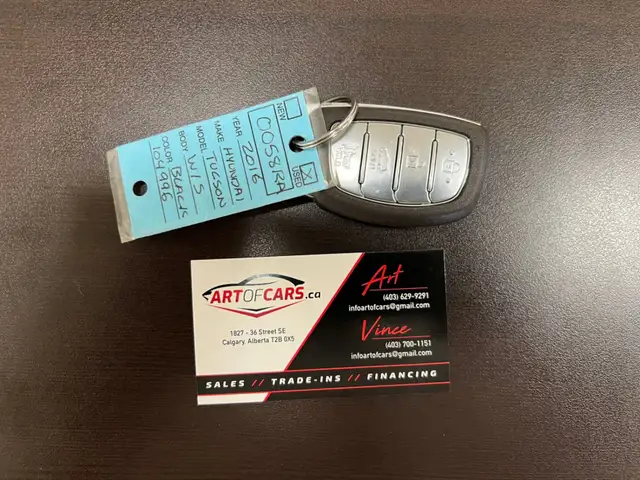 NEW
USED
0058RA
YEAR 2016
MAKE HYUNDAI
MODEL TUCSON
BODY W/S
COLOR BLACK
104996
ARTOFCARS.ca
1827 - 36 Street SE
Calgary, Alberta T2B 0X5
Art
(403) 629-9291
infoartofcars@gmail.com
Vince
(403) 700-1151
infoartofcars@gmail.com
SALES // TRADE-INS // FINANCING